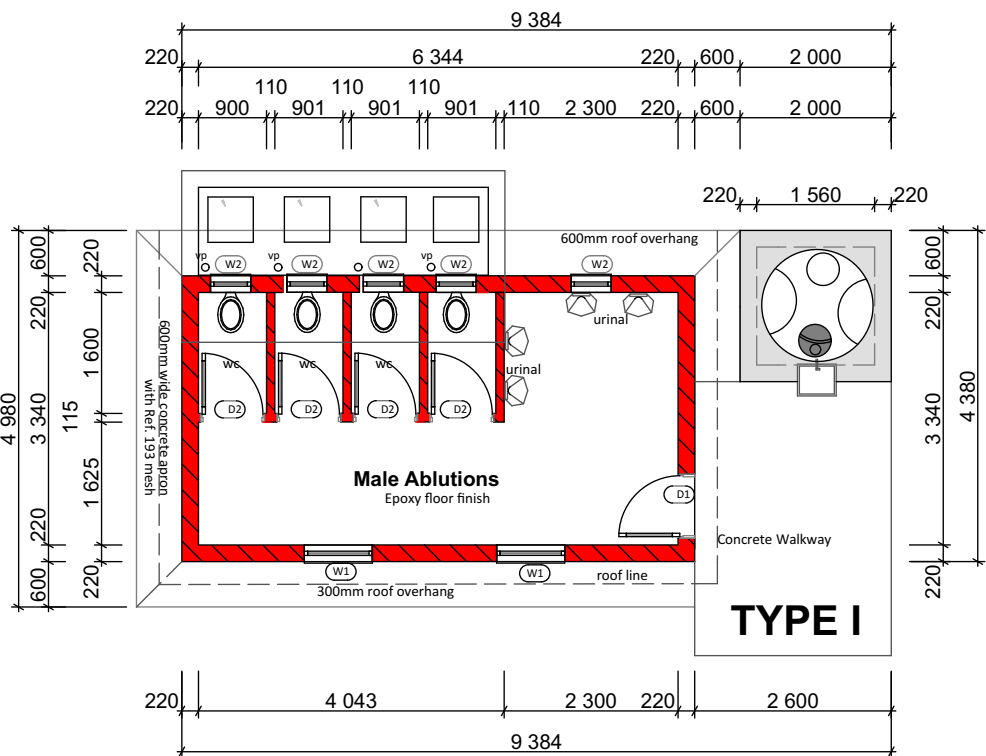 9 384
220 6 344 220 600 2 000
110 110 110
220 900 901 901 901 110 2 300 220 600 2 000
220 1 560 220
600mm roof overhang
vp W2 vp W2 W2 vp W2 W2
urinal
urinal
wc wc wc
D2 D2 D2 D2
600mm wide concrete apron
with Ref. 193 mesh
Male Ablutions
Epoxy floor finish
D1
Concrete Walkway
W1 W1
roof line
300mm roof overhang
TYPE I
4 980
600 220 3 340 220 600
115
220 1 600 1 625 220
600 3 340 220
4 380
220 4 043 2 300 220 2 600
9 384